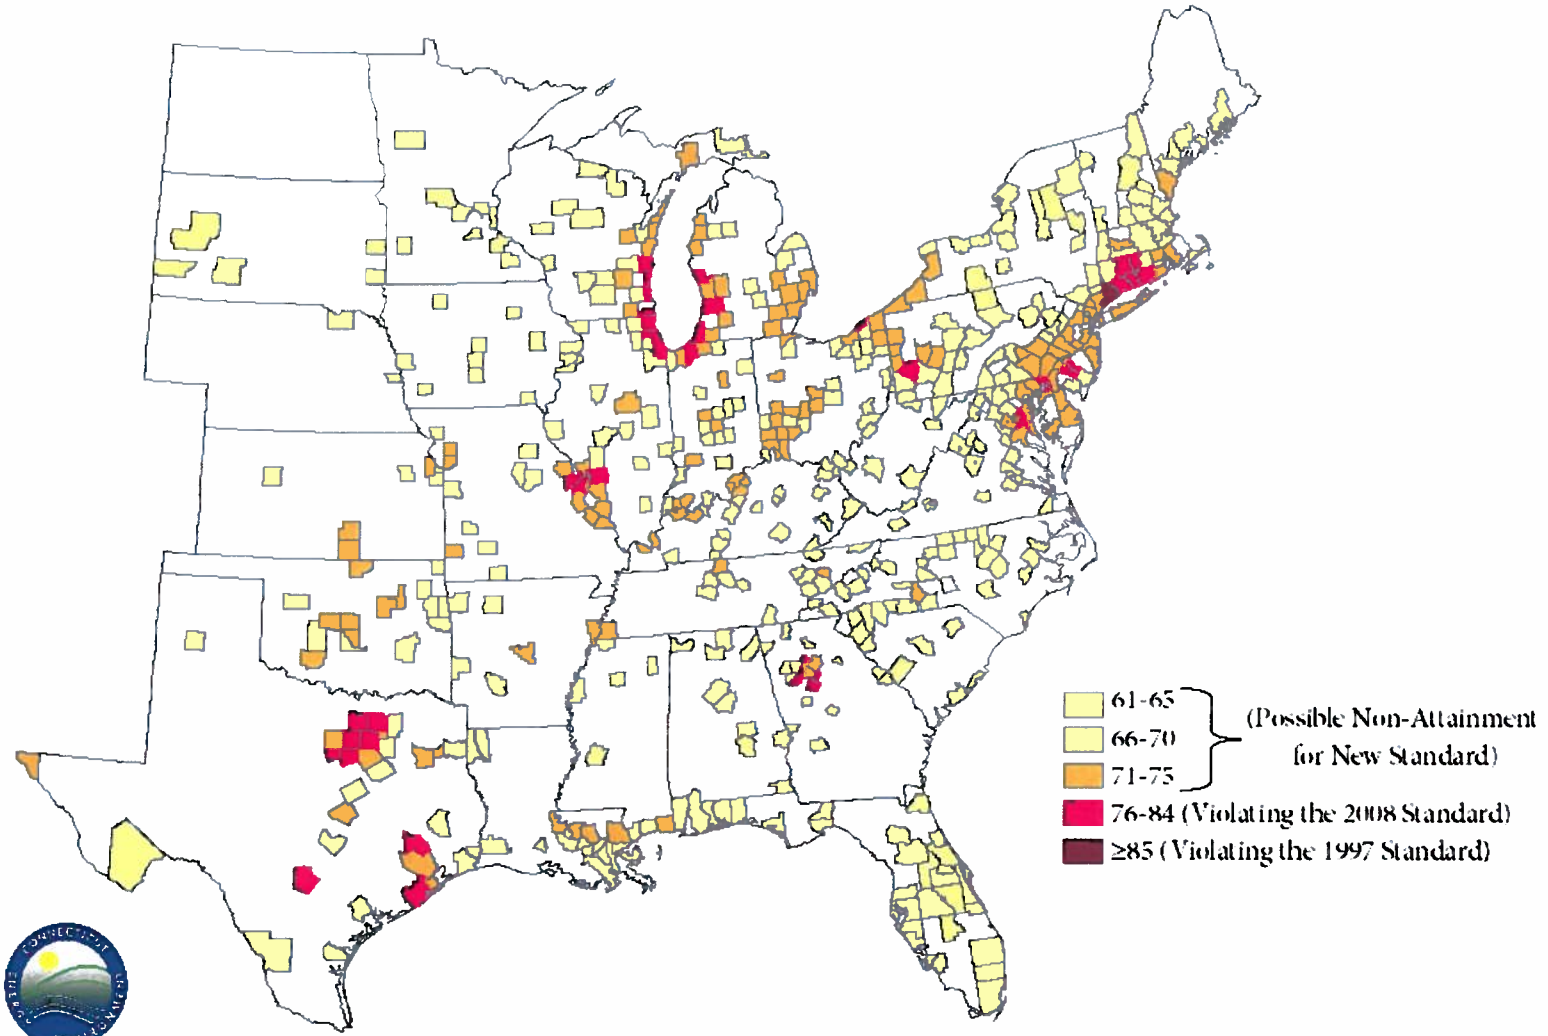 61-65
66-70
71-75
(Possible Non-Attainment
for New Standard)
76-84 (Violating the 2008 Standard)
≥85 (Violating the 1997 Standard)
CONNECTICUT